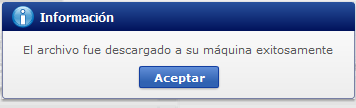 Información
El archivo fue descargado a su máquina exitosamente
Aceptar